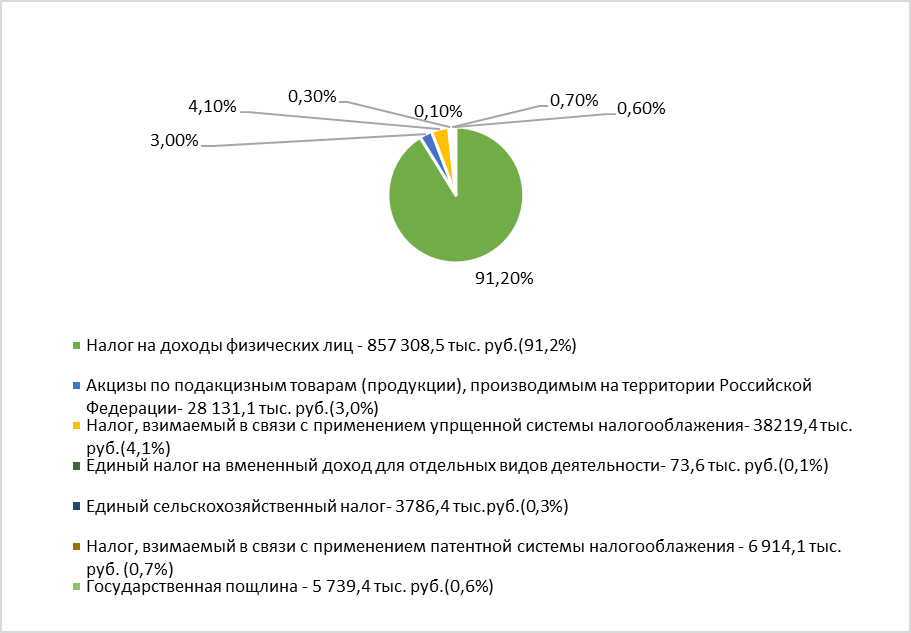 0,30%
4,10%
0,10%
0,70%
0,60%
3,00%
91,20%
Налог на доходы физических лиц - 857 308,5 тыс. руб.(91,2%)
Акцизы по подакцизным товарам (продукции), производимым на территории Российской
Федерации- 28 131,1 тыс. руб.(3,0%)
Налог, взимаемый в связи с применением упрщенной системы налогооблажения- 38219,4 тыс.
руб.(4,1%)
Единый налог на вмененный доход для отдельных видов деятельности- 73,6 тыс. руб.(0,1%)
Единый сельскохозяйственный налог- 3786,4 тыс.руб.(0,3%)
Налог, взимаемый в связи с применением патентной системы налогооблажения - 6 914,1 тыс.
руб. (0,7%)
Государственная пощлина - 5 739,4 тыс. руб.(0,6%)